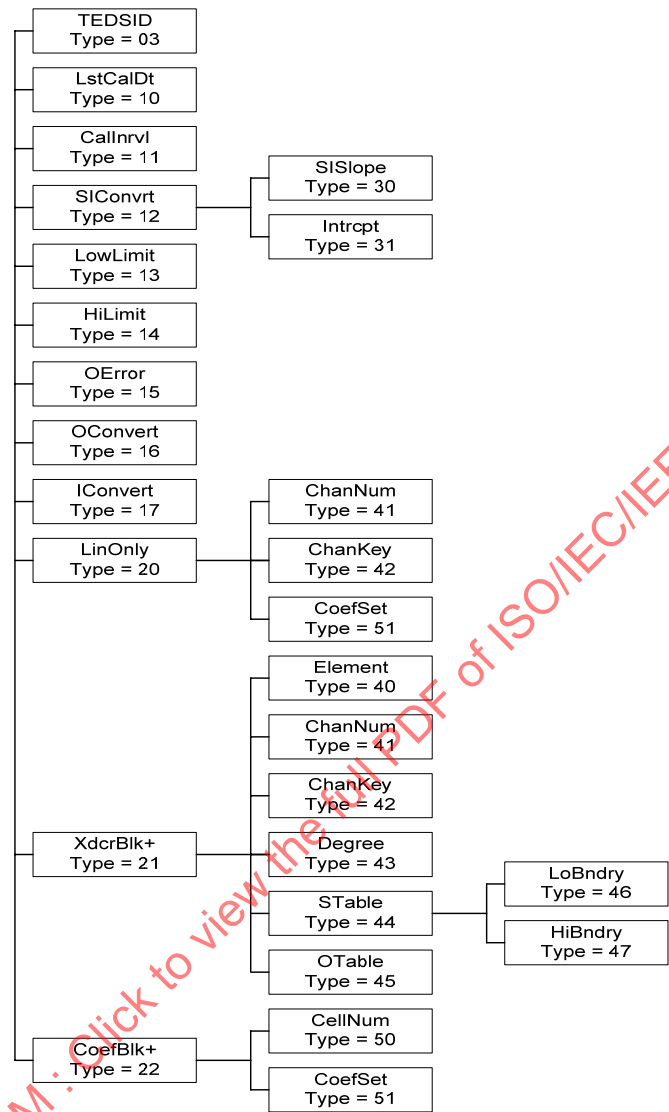 TEDSID
Type = 03
LstCalDt
Type = 10
CalInrvl
Type = 11
SIConvrt
Type = 12
SISlope
Type = 30
Intrcpt
Type = 31
LowLimit
Type = 13
HiLimit
Type = 14
OError
Type = 15
OConvert
Type = 16
IConvert
Type = 17
LinOnly
Type = 20
ChanNum
Type = 41
ChanKey
Type = 42
CoefSet
Type = 51
XdcrBlk+
Type = 21
Element
Type = 40
ChanNum
Type = 41
ChanKey
Type = 42
Degree
Type = 43
STable
Type = 44
LoBndry
Type = 46
HiBndry
Type = 47
OTable
Type = 45
CoefBlk+
Type = 22
CellNum
Type = 50
CoefSet
Type = 51
M : Click to view the full PDF of ISO/IEC/IEE